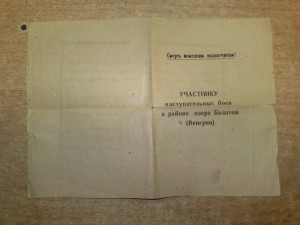 Смерть немецким захватчикам!
УЧАСТНИКУ
наступательных боев
в районе озера Балатон
(Венгрия)